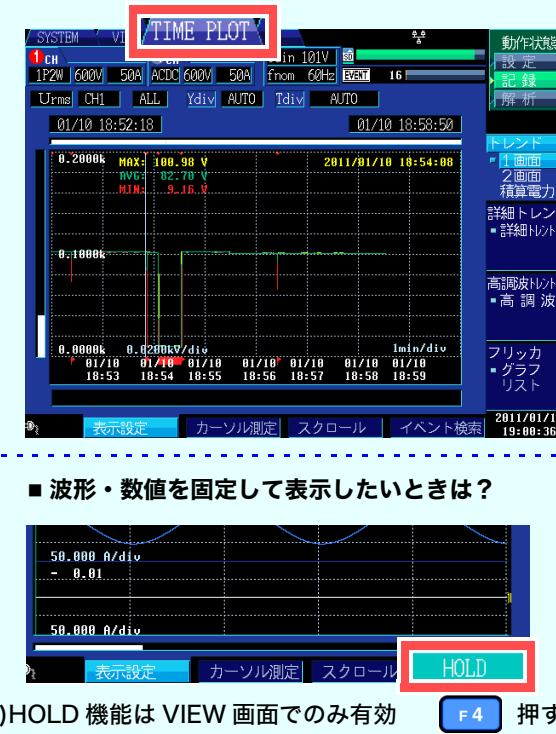 SYSTEM VI TIME PLOT
動作状態
1 CH in 101V
設 定
1P2W 600V 50A ACDC 600V 50A fnom 60Hz EVENT 16
記 録
Urms CH1 ALL Ydiv AUTO Tdiv AUTO
解 析
01/10 18:52:18 01/10 18:58:50
トレンド
0.2000k MAX: 100.98 V 2011/01/10 18:54:08
1画面
AVG: 82.70 V
2画面
MIN: 9.16 V
積算電力
詳細トレン
詳細トレント
0.1000k
高調波トレント
高 調 波
0.0000k 0.0200kV/div 1min/div
フリッカ
01/10 01/10 01/10 01/10 01/10 01/10 01/10
グラフ
18:53 18:54 18:55 18:56 18:57 18:58 18:59
リスト
表示設定 カーソル測定 スクロール イベント検索
2011/01/1
19:00:36
■ 波形・数値を固定して表示したいときは？
50.000 A/div
- 0.01
50.000 A/div
表示設定 カーソル測定 スクロール HOLD
)HOLD 機能は VIEW 画面でのみ有効 F4 押す